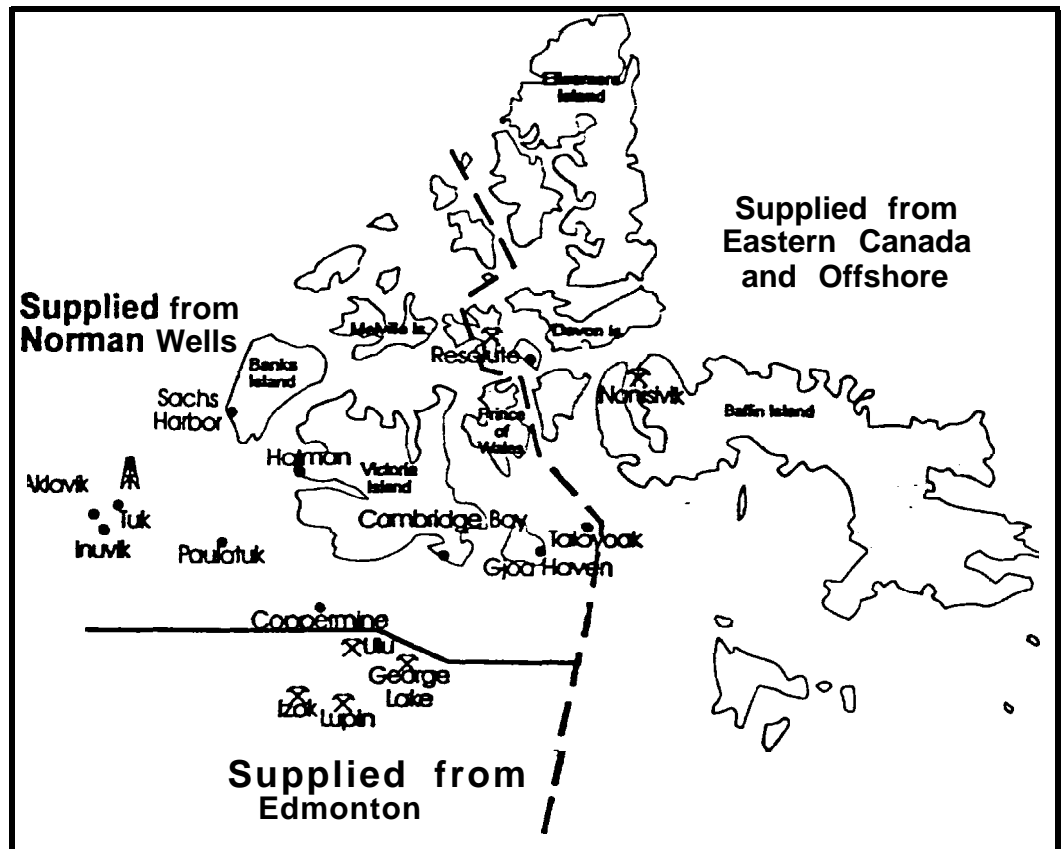 Ellesmere
Island
Supplied from
Eastern Canada
and Offshore
Supplied from
Norman Wells
Melville Is.
Devon Is.
Resolute
Banks
Island
Nanisivik
Sachs
Harbor
Prince
of
Wales
Baffin Island
Holman
Victoria
Island
Aklavik
Tuk
Inuvik
Cambridge Bay
Taloyoak
Paulatuk
Gjoa Haven
Coppermine
Ulu
George
Lake
Izok
Lupin
Supplied from
Edmonton